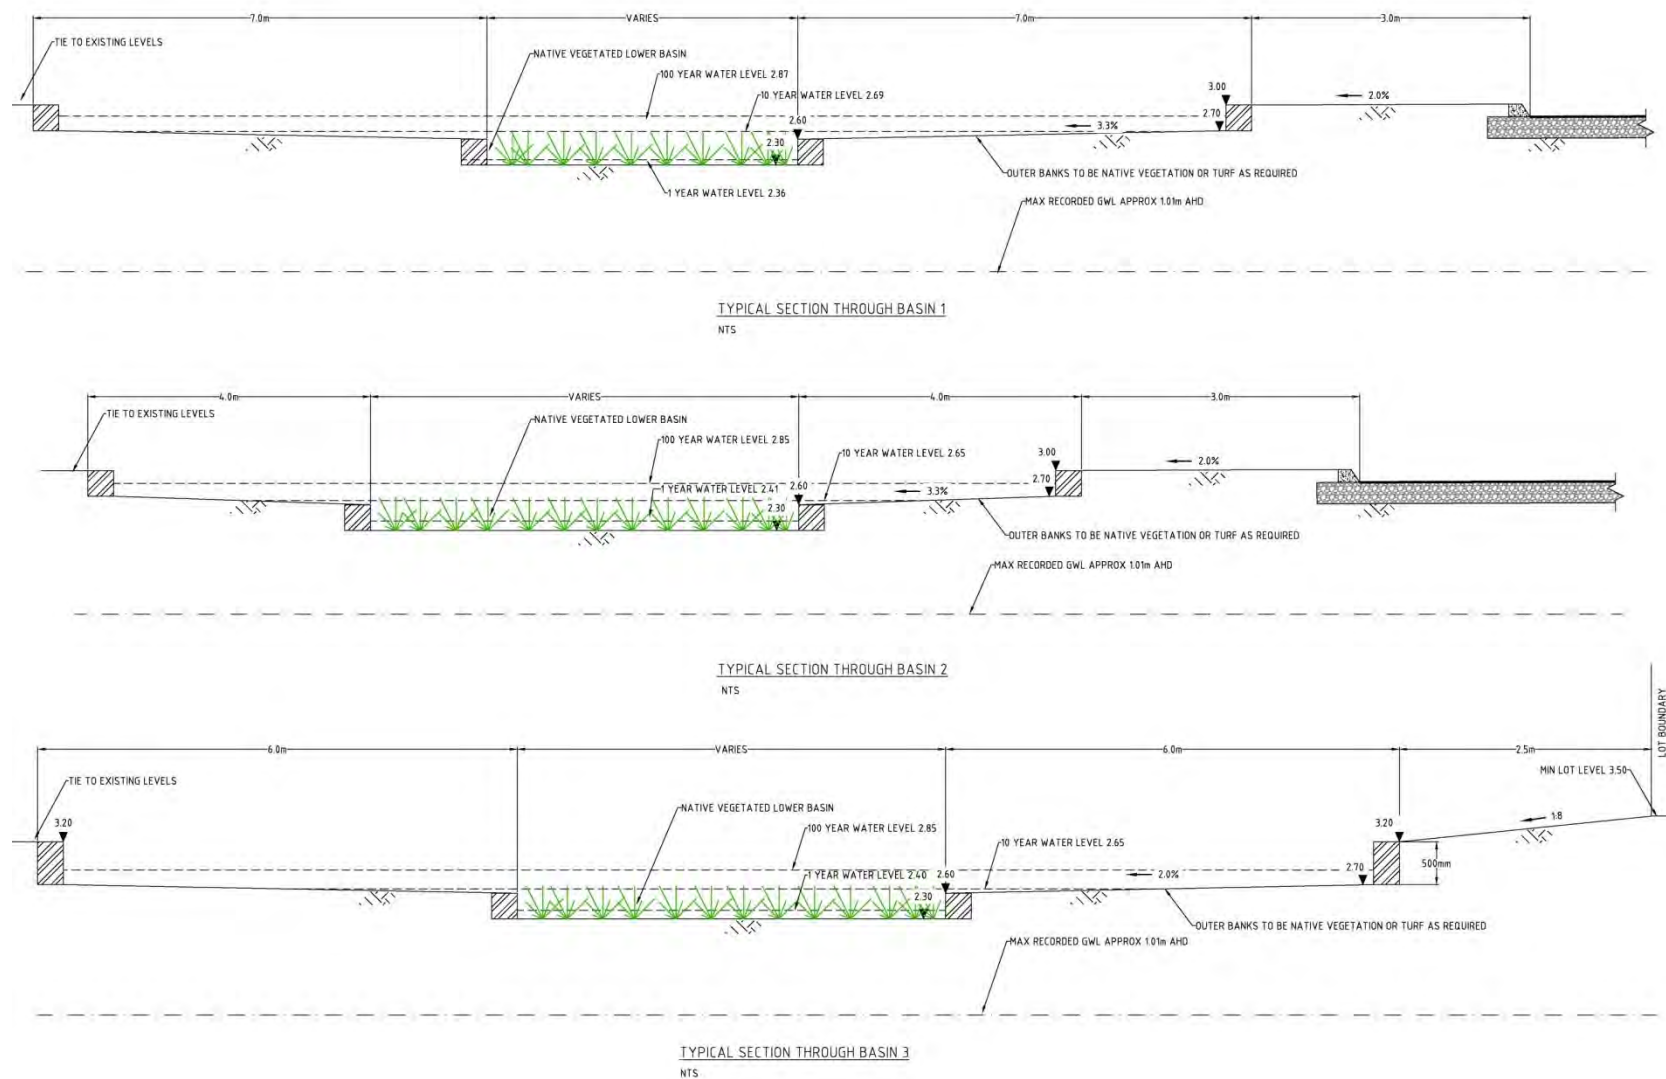 7.0m VARIES 7.0m 3.0m
TIE TO EXISTING LEVELS
NATIVE VEGETATED LOWER BASIN
100 YEAR WATER LEVEL 2.87
10 YEAR WATER LEVEL 2.69
3.00
2.0%
2.70
2.60
3.3%
2.30
OUTER BANKS TO BE NATIVE VEGETATION OR TURF AS REQUIRED
1 YEAR WATER LEVEL 2.36
MAX RECORDED GWL APPROX 1.01m AHD
TYPICAL SECTION THROUGH BASIN 1
NTS
4.0m VARIES 4.0m 3.0m
TIE TO EXISTING LEVELS
NATIVE VEGETATED LOWER BASIN
100 YEAR WATER LEVEL 2.85
10 YEAR WATER LEVEL 2.65
3.00
2.0%
2.70
2.60
1 YEAR WATER LEVEL 2.41
3.3%
2.30
OUTER BANKS TO BE NATIVE VEGETATION OR TURF AS REQUIRED
MAX RECORDED GWL APPROX 1.01m AHD
TYPICAL SECTION THROUGH BASIN 2
NTS
LOT BOUNDARY
6.0m VARIES 6.0m 2.5m
TIE TO EXISTING LEVELS
MIN LOT LEVEL 3.50
3.20
NATIVE VEGETATED LOWER BASIN
100 YEAR WATER LEVEL 2.85
10 YEAR WATER LEVEL 2.65
3.20
1:8
500mm
2.70
2.60
1 YEAR WATER LEVEL 2.40
2.0%
2.30
OUTER BANKS TO BE NATIVE VEGETATION OR TURF AS REQUIRED
MAX RECORDED GWL APPROX 1.01m AHD
TYPICAL SECTION THROUGH BASIN 3
NTS